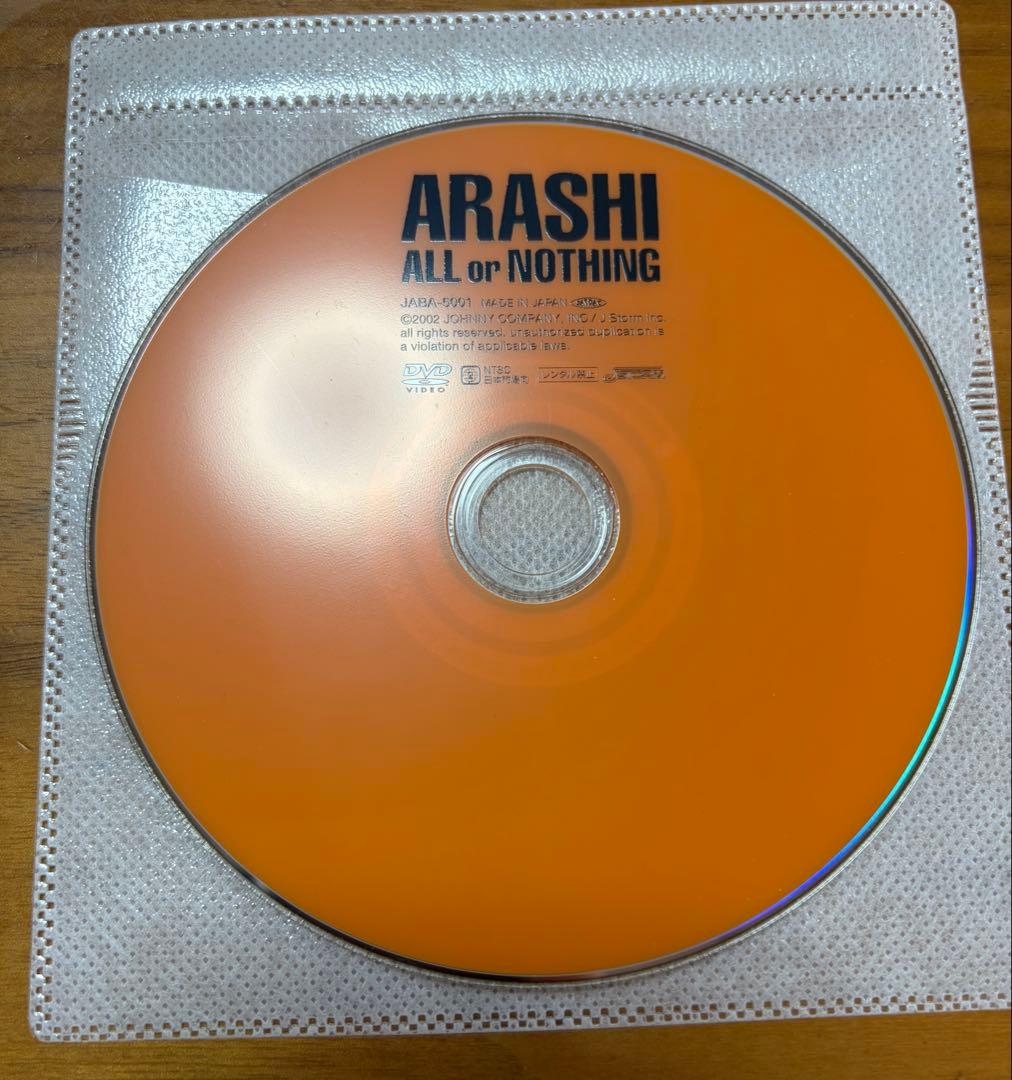 ARASHI
ALL or NOTHING
JABA-5001 MADE IN JAPAN JASRAC
©2002 JOHNNY COMPANY, INC / J Storm Inc.
all rights reserved. unauthorized duplication is
a violation of applicable laws.
DVD VIDEO NTSC 日本市場向 レンタル禁止